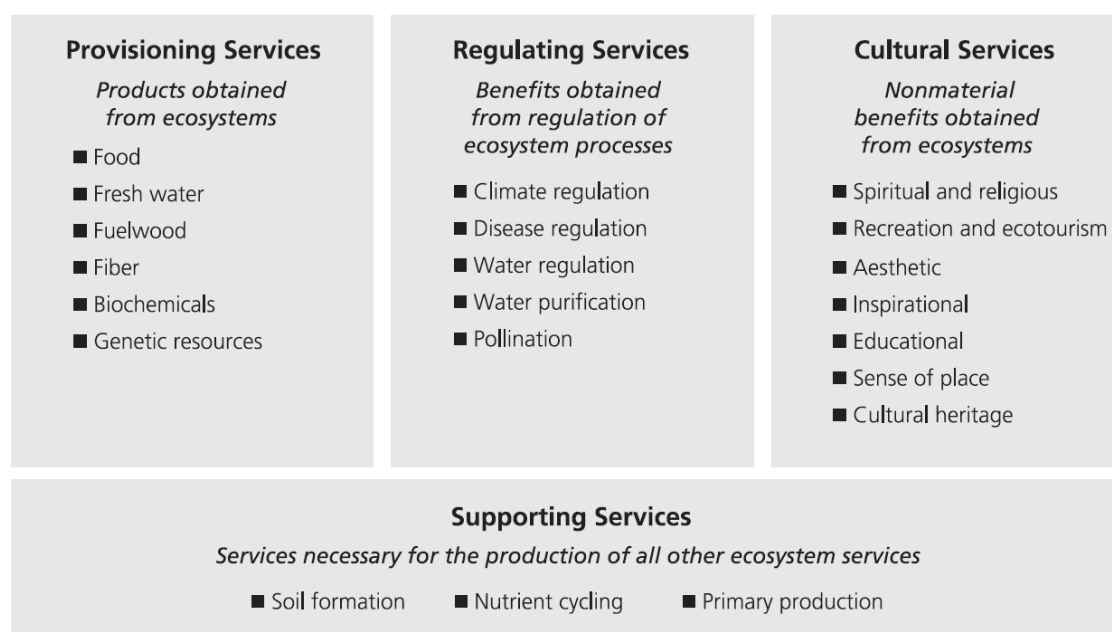 Provisioning Services
Products obtained
from ecosystems
■ Food
■ Fresh water
■ Fuelwood
■ Fiber
■ Biochemicals
■ Genetic resources
Regulating Services
Benefits obtained
from regulation of
ecosystem processes
■ Climate regulation
■ Disease regulation
■ Water regulation
■ Water purification
■ Pollination
Cultural Services
Nonmaterial
benefits obtained
from ecosystems
■ Spiritual and religious
■ Recreation and ecotourism
■ Aesthetic
■ Inspirational
■ Educational
■ Sense of place
■ Cultural heritage
Supporting Services
Services necessary for the production of all other ecosystem services
■ Soil formation ■ Nutrient cycling ■ Primary production